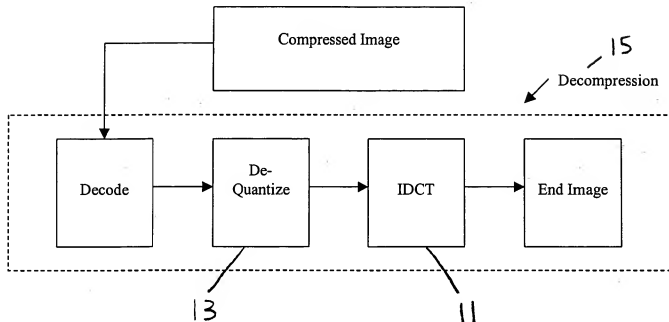 Compressed Image
15
Decompression
Decode
De-
Quantize
IDCT
End Image
13
11